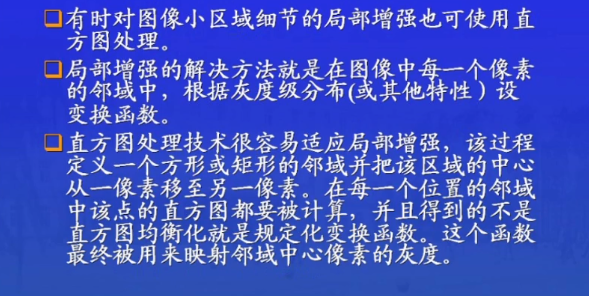 有时对图像小区域细节的局部增强也可使用直
方图处理。
局部增强的解决方法就是在图像中每一个像素
的邻域中，根据灰度级分布(或其他特性）设
变换函数。
直方图处理技术很容易适应局部增强，该过程
定义一个方形或矩形的邻域并把该区域的中心
从一像素移至另一像素。在每一个位置的邻域
中该点的直方图都要被计算，并且得到的不是
直方图均衡化就是规定化变换函数。这个函数
最终被用来映射邻域中心像素的灰度。